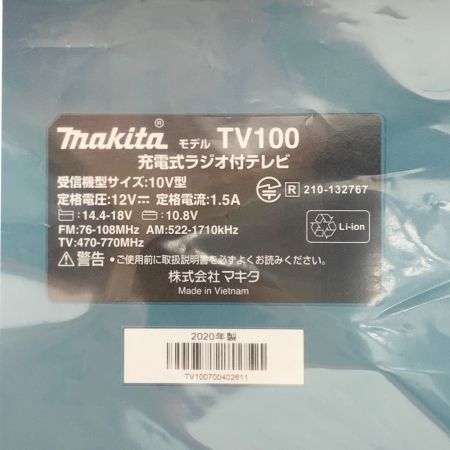 makita® モデル TV100
充電式ラジオ付テレビ
受信機型サイズ:10V型
定格電圧:12V⎓ 定格電流:1.5A
R 210-132767
:14.4-18V :10.8V
FM:76-108MHz AM:522-1710kHz
TV:470-770MHz
Li-ion
⚠警告 ・ご使用前に取扱説明書を必ずよくお読みください。
株式会社マキタ
Made in Vietnam
2020年製
TV100700402611